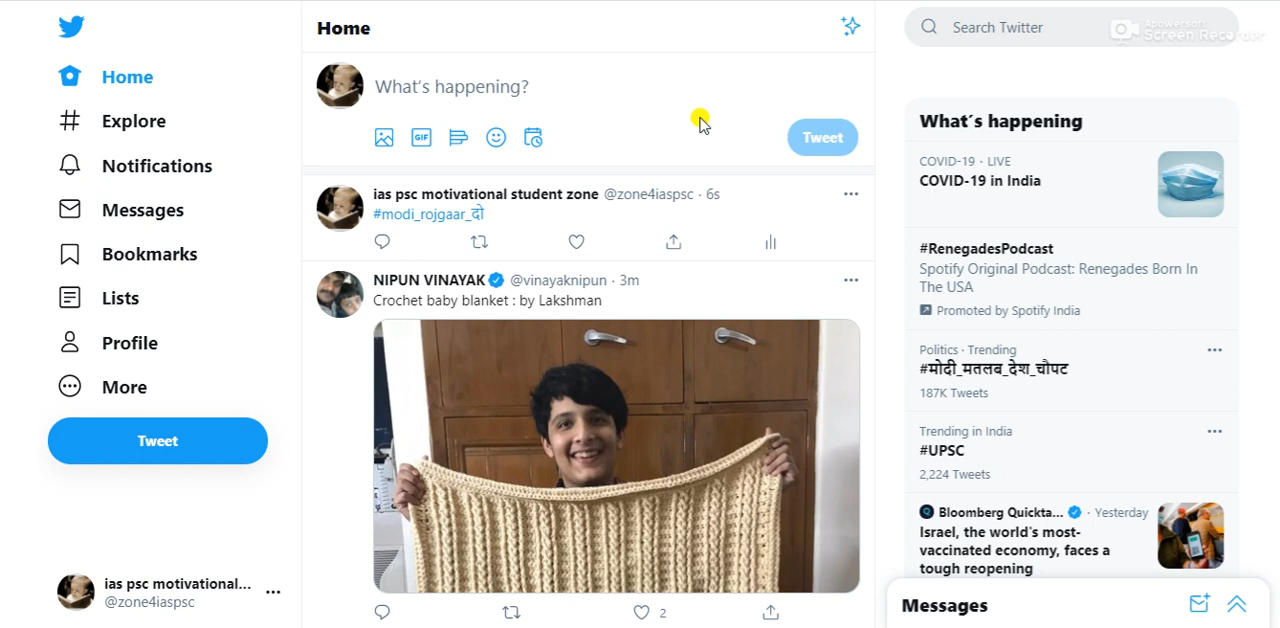 Home
Explore
Notifications
Messages
Bookmarks
Lists
Profile
More
Tweet
ias psc motivational...
@zone4iaspsc
Home
What's happening?
GIF
Tweet
ias psc motivational student zone @zone4iaspsc · 6s
#modi_rojgaar_दो
NIPUN VINAYAK @vinayaknipun · 3m
Crochet baby blanket : by Lakshman
2
Search Twitter
Apowersoft
Screen Recorder
What's happening
COVID-19 · LIVE
COVID-19 in India
#RenegadesPodcast
Spotify Original Podcast: Renegades Born In
The USA
Promoted by Spotify India
Politics · Trending
#मोदी_मतलब_देश_चौपट
187K Tweets
Trending in India
#UPSC
2,224 Tweets
Bloomberg Quickta... · Yesterday
Israel, the world's most-
vaccinated economy, faces a
tough reopening
Messages